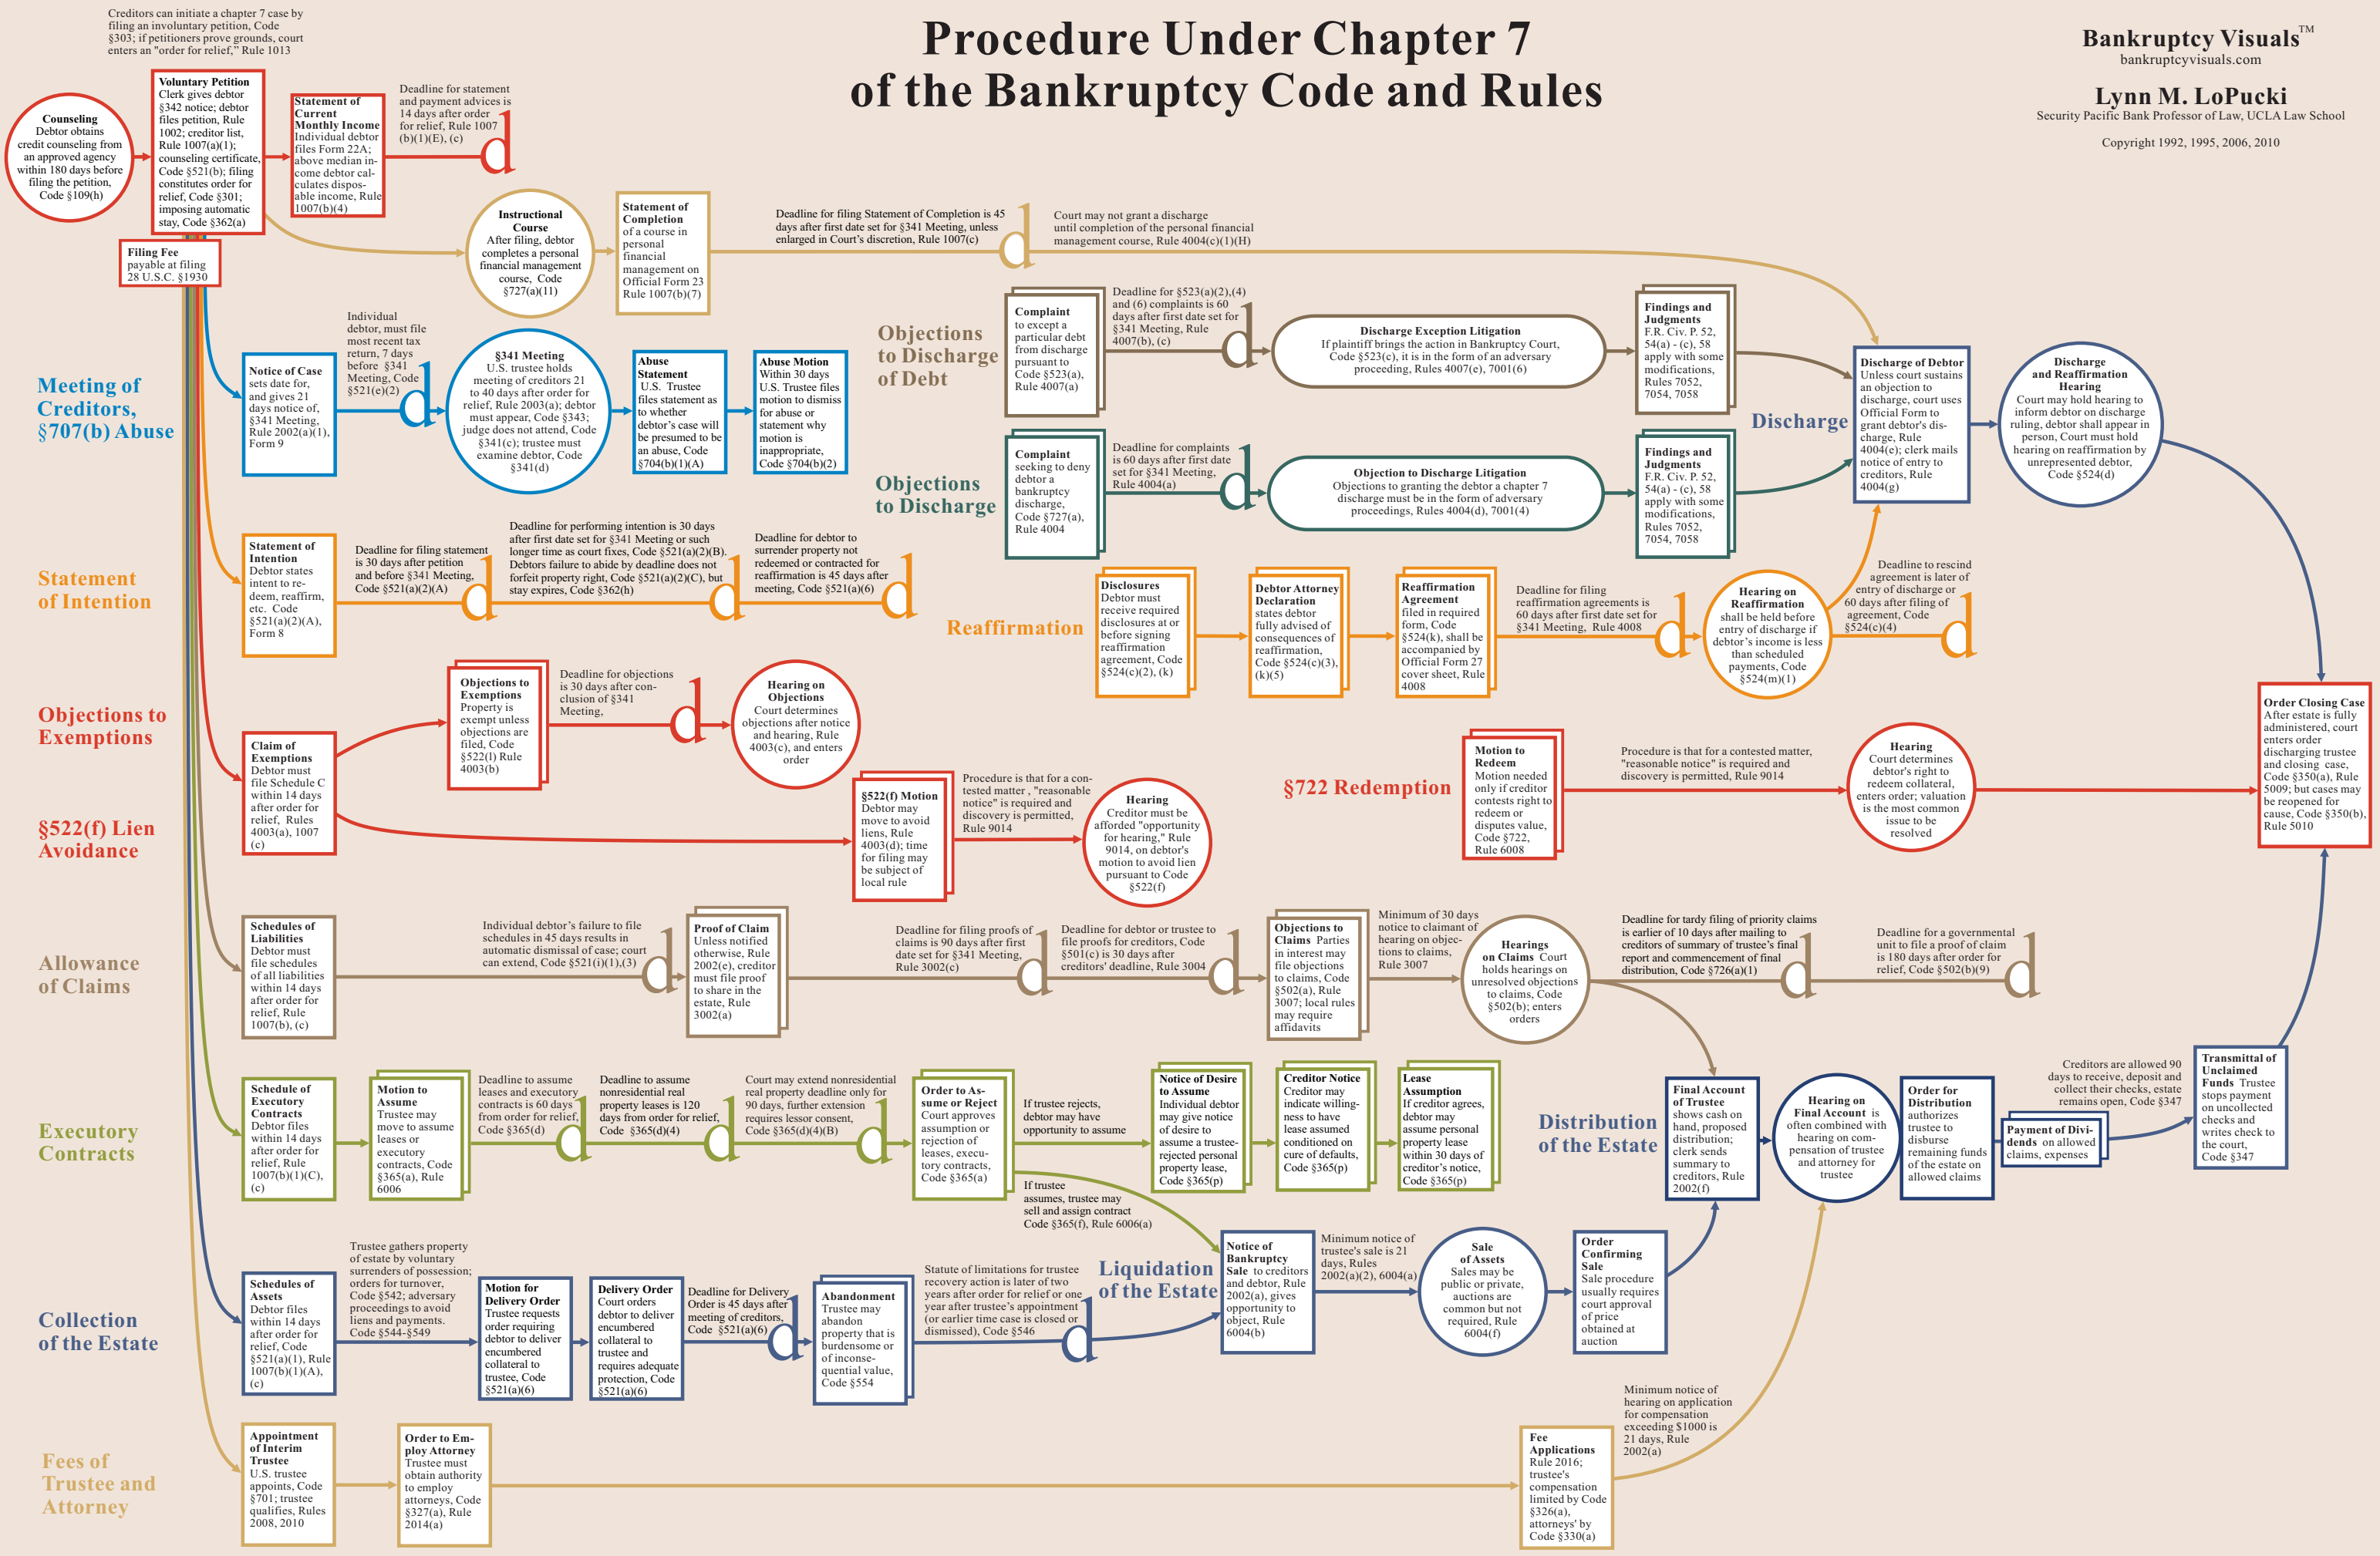 Creditors can initiate a chapter 7 case by
filing an involuntary petition, Code
§303; if petitioners prove grounds, court
enters an "order for relief,” Rule 1013
Procedure Under Chapter 7
of the Bankruptcy Code and Rules
Bankruptcy Visuals™
bankruptcyvisuals.com
Lynn M. LoPucki
Security Pacific Bank Professor of Law, UCLA Law School
Copyright 1992, 1995, 2006, 2010
Counseling
Debtor obtains
credit counseling from
an approved agency
within 180 days before
filing the petition,
Code §109(h)
Voluntary Petition
Clerk gives debtor
§342 notice; debtor
files petition, Rule
1002; creditor list,
Rule 1007(a)(1);
counseling certificate,
Code §521(b); filing
constitutes order for
relief, Code §301;
imposing automatic
stay, Code §362(a)
Statement of
Current
Monthly Income
Individual debtor
files Form 22A;
above median in-
come debtor cal-
culates dispos-
able income, Rule
1007(b)(4)
Deadline for statement
and payment advices is
14 days after order
for relief, Rule 1007
(b)(1)(E), (c)
d
Filing Fee
payable at filing
28 U.S.C. §1930
Instructional
Course
After filing, debtor
completes a personal
financial management
course, Code
§727(a)(11)
Statement of
Completion
of a course in
personal
financial
management on
Official Form 23
Rule 1007(b)(7)
Deadline for filing Statement of Completion is 45
days after first date set for §341 Meeting, unless
enlarged in Court’s discretion, Rule 1007(c)
d
Court may not grant a discharge
until completion of the personal financial
management course, Rule 4004(c)(1)(H)
Meeting of
Creditors,
§707(b) Abuse
Notice of Case
sets date for,
and gives 21
days notice of,
§341 Meeting,
Rule 2002(a)(1),
Form 9
Individual
debtor, must file
most recent tax
return, 7 days
before §341
Meeting, Code
§521(e)(2)
d
§341 Meeting
U.S. trustee holds
meeting of creditors 21
to 40 days after order for
relief, Rule 2003(a); debtor
must appear, Code §343;
judge does not attend, Code
§341(c); trustee must
examine debtor, Code
§341(d)
Abuse
Statement
U.S. Trustee
files statement as
to whether
debtor’s case will
be presumed to be
an abuse, Code
§704(b)(1)(A)
Abuse Motion
Within 30 days
U.S. Trustee files
motion to dismiss
for abuse or
statement why
motion is
inappropriate,
Code §704(b)(2)
Objections
to Discharge
of Debt
Complaint
to except a
particular debt
from discharge
pursuant to
Code §523(a),
Rule 4007(a)
Deadline for §523(a)(2),(4)
and (6) complaints is 60
days after first date set for
§341 Meeting, Rule
4007(b), (c)
d
Discharge Exception Litigation
If plaintiff brings the action in Bankruptcy Court,
Code §523(c), it is in the form of an adversary
proceeding, Rules 4007(e), 7001(6)
Findings and
Judgments
F.R. Civ. P. 52,
54(a) - (c), 58
apply with some
modifications,
Rules 7052,
7054, 7058
Objections
to Discharge
Complaint
seeking to deny
debtor a
bankruptcy
discharge,
Code §727(a),
Rule 4004
Deadline for complaints
is 60 days after first date
set for §341 Meeting,
Rule 4004(a)
d
Objection to Discharge Litigation
Objections to granting the debtor a chapter 7
discharge must be in the form of adversary
proceedings, Rules 4004(d), 7001(4)
Findings and
Judgments
F.R. Civ. P. 52,
54(a) - (c), 58
apply with some
modifications,
Rules 7052,
7054, 7058
Discharge
Discharge of Debtor
Unless court sustains
an objection to
discharge, court uses
Official Form to
grant debtor's dis-
charge, Rule
4004(e); clerk mails
notice of entry to
creditors, Rule
4004(g)
Discharge
and Reaffirmation
Hearing
Court may hold hearing to
inform debtor on discharge
ruling, debtor shall appear in
person, Court must hold
hearing on reaffirmation by
unrepresented debtor,
Code §524(d)
Statement
of Intention
Statement of
Intention
Debtor states
intent to re-
deem, reaffirm,
etc. Code
§521(a)(2)(A),
Form 8
Deadline for filing statement
is 30 days after petition
and before §341 Meeting,
Code §521(a)(2)(A)
d
Deadline for performing intention is 30 days
after first date set for §341 Meeting or such
longer time as court fixes, Code §521(a)(2)(B).
Debtors failure to abide by deadline does not
forfeit property right, Code §521(a)(2)(C), but
stay expires, Code §362(h)
d
Deadline for debtor to
surrender property not
redeemed or contracted for
reaffirmation is 45 days after
meeting, Code §521(a)(6)
d
Reaffirmation
Disclosures
Debtor must
receive required
disclosures at or
before signing
reaffirmation
agreement, Code
§524(c)(2), (k)
Debtor Attorney
Declaration
states debtor
fully advised of
consequences of
reaffirmation,
Code §524(c)(3),
(k)(5)
Reaffirmation
Agreement
filed in required
form, Code
§524(k), shall be
accompanied by
Official Form 27
cover sheet, Rule
4008
Deadline for filing
reaffirmation agreements is
60 days after first date set for
§341 Meeting, Rule 4008
d
Hearing on
Reaffirmation
shall be held before
entry of discharge if
debtor’s income is less
than scheduled
payments, Code
§524(m)(1)
Deadline to rescind
agreement is later of
entry of discharge or
60 days after filing of
agreement, Code
§524(c)(4)
d
Objections to
Exemptions
§522(f) Lien
Avoidance
Claim of
Exemptions
Debtor must
file Schedule C
within 14 days
after order for
relief, Rules
4003(a), 1007
(c)
Objections to
Exemptions
Property is
exempt unless
objections are
filed, Code
§522(l) Rule
4003(b)
Deadline for objections
is 30 days after con-
clusion of §341
Meeting,
d
Hearing on
Objections
Court determines
objections after notice
and hearing, Rule
4003(c), and enters
order
§522(f) Motion
Debtor may
move to avoid
liens, Rule
4003(d); time
for filing may
be subject of
local rule
Procedure is that for a con-
tested matter , "reasonable
notice" is required and
discovery is permitted,
Rule 9014
Hearing
Creditor must be
afforded "opportunity
for hearing," Rule
9014, on debtor's
motion to avoid lien
pursuant to Code
§522(f)
§722 Redemption
Motion to
Redeem
Motion needed
only if creditor
contests right to
redeem or
disputes value,
Code §722,
Rule 6008
Procedure is that for a contested matter,
"reasonable notice" is required and
discovery is permitted, Rule 9014
Hearing
Court determines
debtor's right to
redeem collateral,
enters order; valuation
is the most common
issue to be
resolved
Order Closing Case
After estate is fully
administered, court
enters order
discharging trustee
and closing case,
Code §350(a), Rule
5009; but cases may
be reopened for
cause, Code §350(b),
Rule 5010
Allowance
of Claims
Schedules of
Liabilities
Debtor must
file schedules
of all liabilities
within 14 days
after order for
relief, Rule
1007(b), (c)
Individual debtor’s failure to file
schedules in 45 days results in
automatic dismissal of case; court
can extend, Code §521(i)(1),(3)
d
Proof of Claim
Unless notified
otherwise, Rule
2002(e), creditor
must file proof
to share in the
estate, Rule
3002(a)
Deadline for filing proofs of
claims is 90 days after first
date set for §341 Meeting,
Rule 3002(c)
d
Deadline for debtor or trustee to
file proofs for creditors, Code
§501(c) is 30 days after
creditors' deadline, Rule 3004
d
Objections to
Claims Parties
in interest may
file objections
to claims, Code
§502(a), Rule
3007; local rules
may require
affidavits
Minimum of 30 days
notice to claimant of
hearing on objec-
tions to claims,
Rule 3007
Hearings
on Claims Court
holds hearings on
unresolved objections
to claims, Code
§502(b); enters
orders
Deadline for tardy filing of priority claims
is earlier of 10 days after mailing to
creditors of summary of trustee’s final
report and commencement of final
distribution, Code §726(a)(1)
d
Deadline for a governmental
unit to file a proof of claim
is 180 days after order for
relief, Code §502(b)(9)
d
Executory
Contracts
Schedule of
Executory
Contracts
Debtor files
within 14 days
after order for
relief, Rule
1007(b)(1)(C),
(c)
Motion to
Assume
Trustee may
move to assume
leases or
executory
contracts, Code
§365(a), Rule
6006
Deadline to assume
leases and executory
contracts is 60 days
from order for relief,
Code §365(d)
d
Deadline to assume
nonresidential real
property leases is 120
days from order for relief,
Code §365(d)(4)
d
Court may extend nonresidential
real property deadline only for
90 days, further extension
requires lessor consent,
Code §365(d)(4)(B)
d
Order to As-
sume or Reject
Court approves
assumption or
rejection of
leases, execu-
tory contracts,
Code §365(a)
If trustee rejects,
debtor may have
opportunity to assume
If trustee
assumes, trustee may
sell and assign contract
Code §365(f), Rule 6006(a)
Notice of Desire
to Assume
Individual debtor
may give notice
of desire to
assume a trustee-
rejected personal
property lease,
Code §365(p)
Creditor Notice
Creditor may
indicate willing-
ness to have
lease assumed
conditioned on
cure of defaults,
Code §365(p)
Lease
Assumption
If creditor agrees,
debtor may
assume personal
property lease
within 30 days of
creditor’s notice,
Code §365(p)
Distribution
of the Estate
Final Account
of Trustee
shows cash on
hand, proposed
distribution;
clerk sends
summary to
creditors, Rule
2002(f)
Hearing on
Final Account is
often combined with
hearing on com-
pensation of trustee
and attorney for
trustee
Order for
Distribution
authorizes
trustee to
disburse
remaining funds
of the estate on
allowed claims
Payment of Divi-
dends on allowed
claims, expenses
Creditors are allowed 90
days to receive, deposit and
collect their checks, estate
remains open, Code §347
Transmittal of
Unclaimed
Funds Trustee
stops payment
on uncollected
checks and
writes check to
the court,
Code §347
Collection
of the Estate
Schedules of
Assets
Debtor files
within 14 days
after order for
relief, Code
§521(a)(1), Rule
1007(b)(1)(A),
(c)
Trustee gathers property
of estate by voluntary
surrenders of possession;
orders for turnover,
Code §542; adversary
proceedings to avoid
liens and payments.
Code §544-§549
Motion for
Delivery Order
Trustee requests
order requiring
debtor to deliver
encumbered
collateral to
trustee, Code
§521(a)(6)
Delivery Order
Court orders
debtor to deliver
encumbered
collateral to
trustee and
requires adequate
protection, Code
§521(a)(6)
Deadline for Delivery
Order is 45 days after
meeting of creditors,
Code §521(a)(6)
d
Abandonment
Trustee may
abandon
property that is
burdensome or
of inconse-
quential value,
Code §554
Statute of limitations for trustee
recovery action is later of two
years after order for relief or one
year after trustee’s appointment
(or earlier time case is closed or
dismissed), Code §546
d
Liquidation
of the Estate
Notice of
Bankruptcy
Sale to creditors
and debtor, Rule
2002(a), gives
opportunity to
object, Rule
6004(b)
Minimum notice of
trustee's sale is 21
days, Rules
2002(a)(2), 6004(a)
Sale
of Assets
Sales may be
public or private,
auctions are
common but not
required, Rule
6004(f)
Order
Confirming
Sale
Sale procedure
usually requires
court approval
of price
obtained at
auction
Fees of
Trustee and
Attorney
Appointment
of Interim
Trustee
U.S. trustee
appoints, Code
§701; trustee
qualifies, Rules
2008, 2010
Order to Em-
ploy Attorney
Trustee must
obtain authority
to employ
attorneys, Code
§327(a), Rule
2014(a)
Fee
Applications
Rule 2016;
trustee's
compensation
limited by Code
§326(a),
attorneys' by
Code §330(a)
Minimum notice of
hearing on application
for compensation
exceeding $1000 is
21 days, Rule
2002(a)